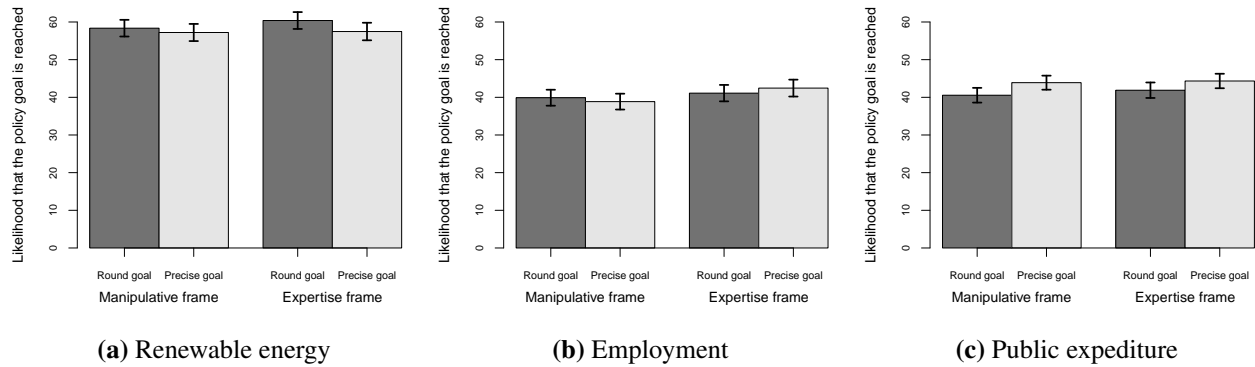 Likelihood that the policy goal is reached
0 10 20 30 40 50 60
Round goal Precise goal Round goal Precise goal
Manipulative frame Expertise frame
(a) Renewable energy
Likelihood that the policy goal is reached
0 10 20 30 40 50 60
Round goal Precise goal Round goal Precise goal
Manipulative frame Expertise frame
(b) Employment
Likelihood that the policy goal is reached
0 10 20 30 40 50 60
Round goal Precise goal Round goal Precise goal
Manipulative frame Expertise frame
(c) Public expediture